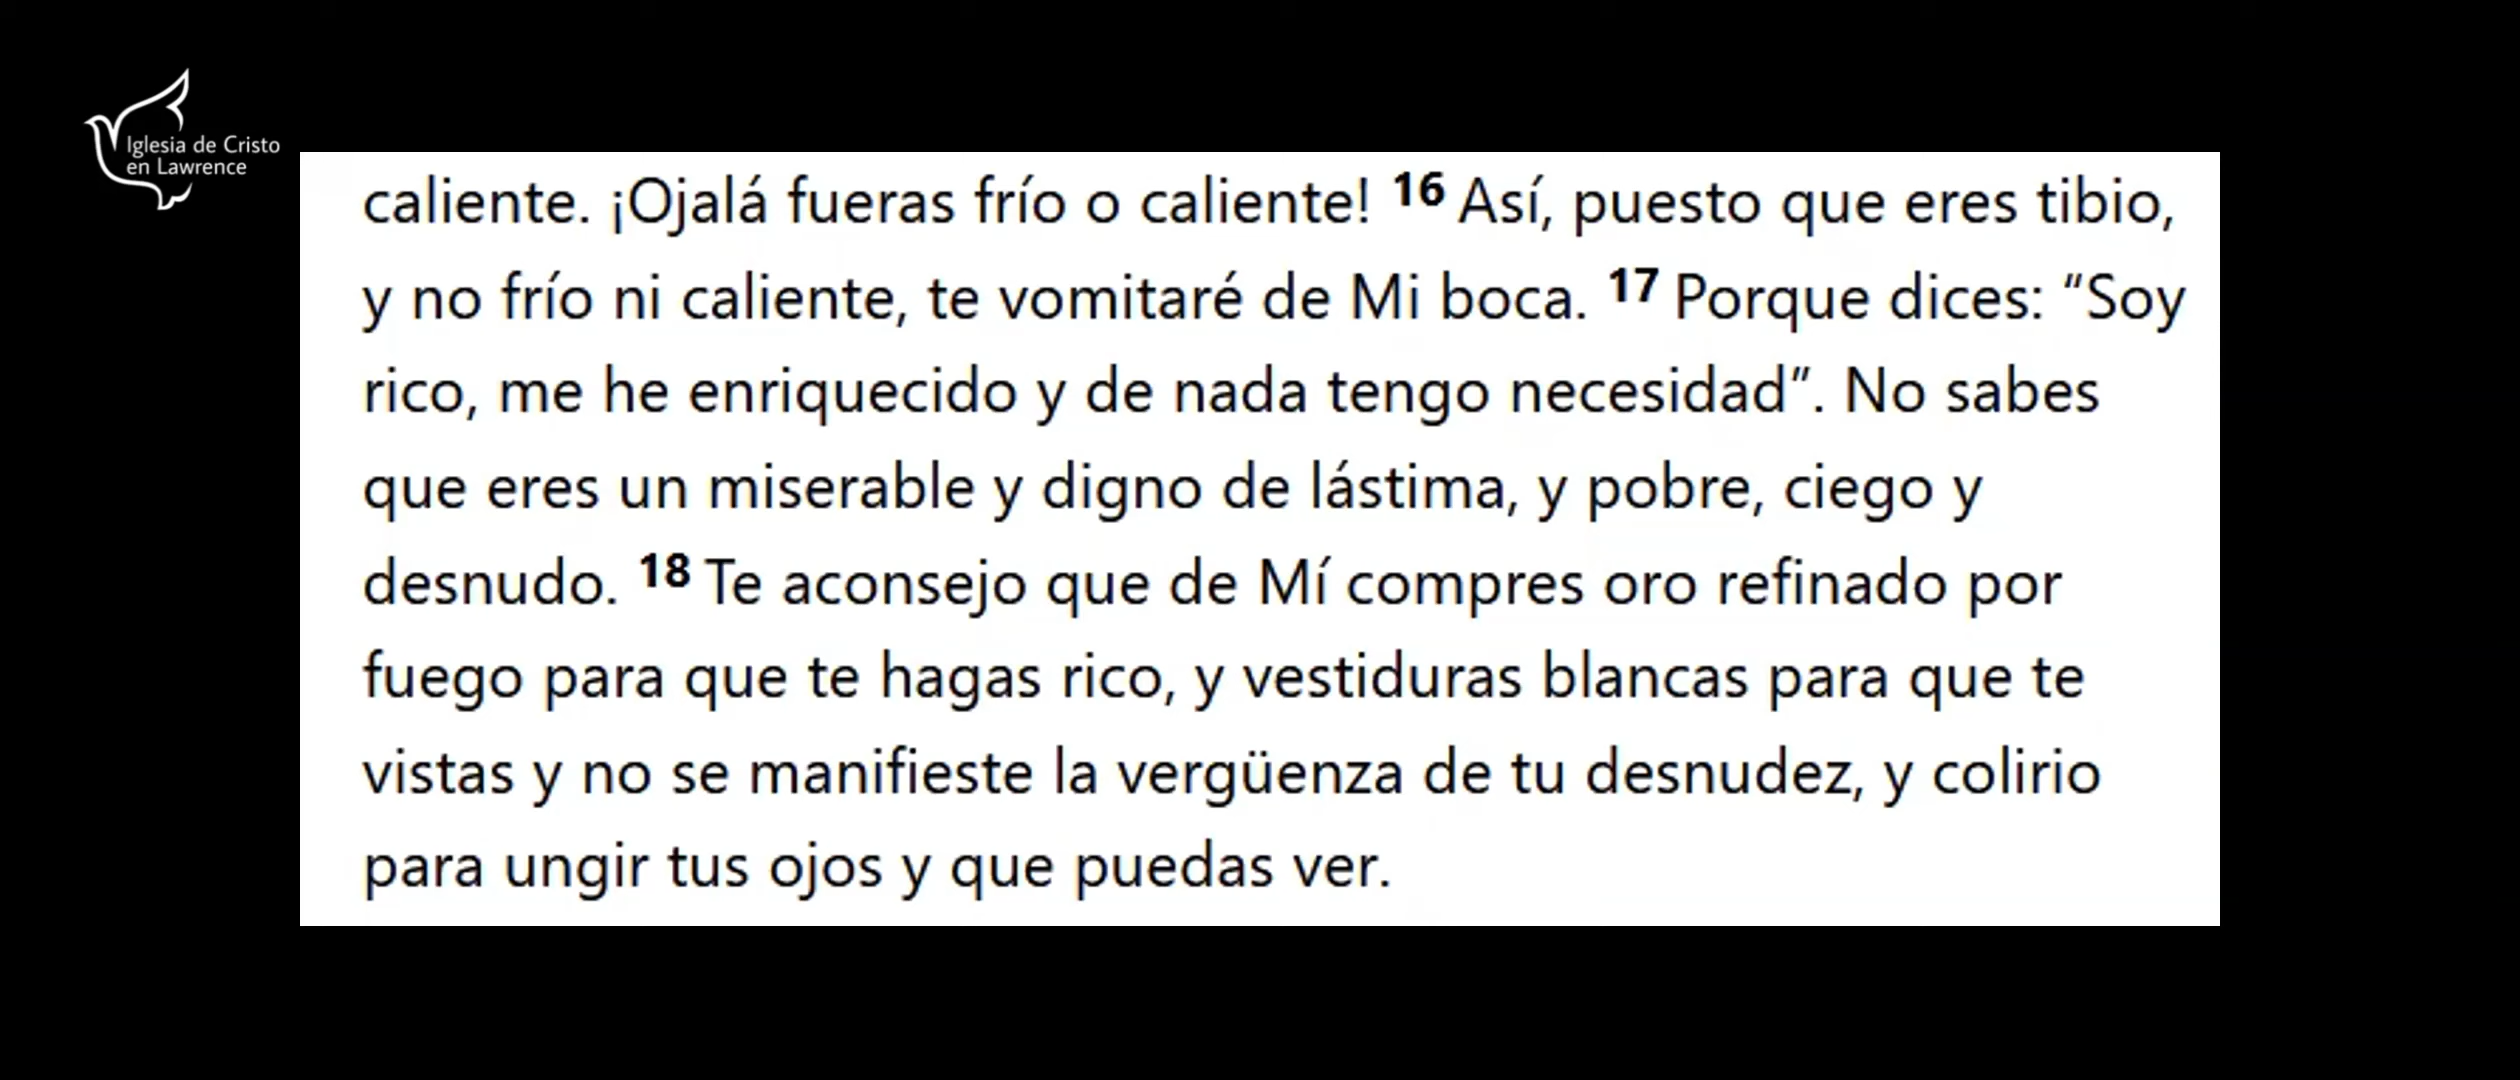 Iglesia de Cristo
en Lawrence
caliente. ¡Ojalá fueras frío o caliente! 16 Así, puesto que eres tibio,
y no frío ni caliente, te vomitaré de Mi boca. 17 Porque dices: “Soy
rico, me he enriquecido y de nada tengo necesidad”. No sabes
que eres un miserable y digno de lástima, y pobre, ciego y
desnudo. 18 Te aconsejo que de Mí compres oro refinado por
fuego para que te hagas rico, y vestiduras blancas para que te
vistas y no se manifieste la vergüenza de tu desnudez, y colirio
para ungir tus ojos y que puedas ver.